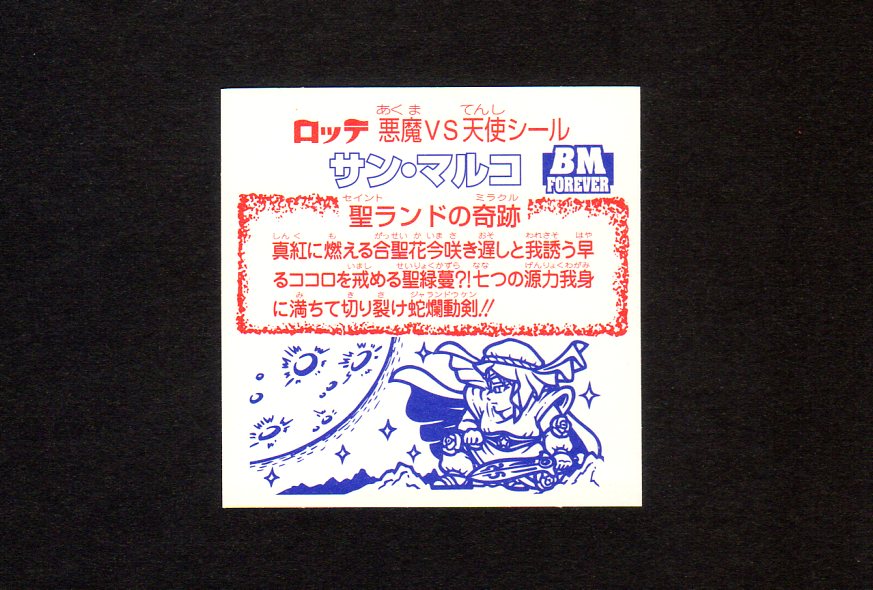 あくま てんし
ロッテ 悪魔VS天使シール
サン・マルコ
BM
FOREVER
セイント ミラクル
聖ランドの奇跡
しんく も がっせい か いま さ おそ われきそ はや
真紅に燃える合聖花今咲き遅しと我誘う早
いまし せいりょくかずら なな げんりょくわがみ
るココロを戒める聖緑蔓?!七つの源力我身
み き さ ジャランドウケン
に満ちて切り裂け蛇爛動剣!!